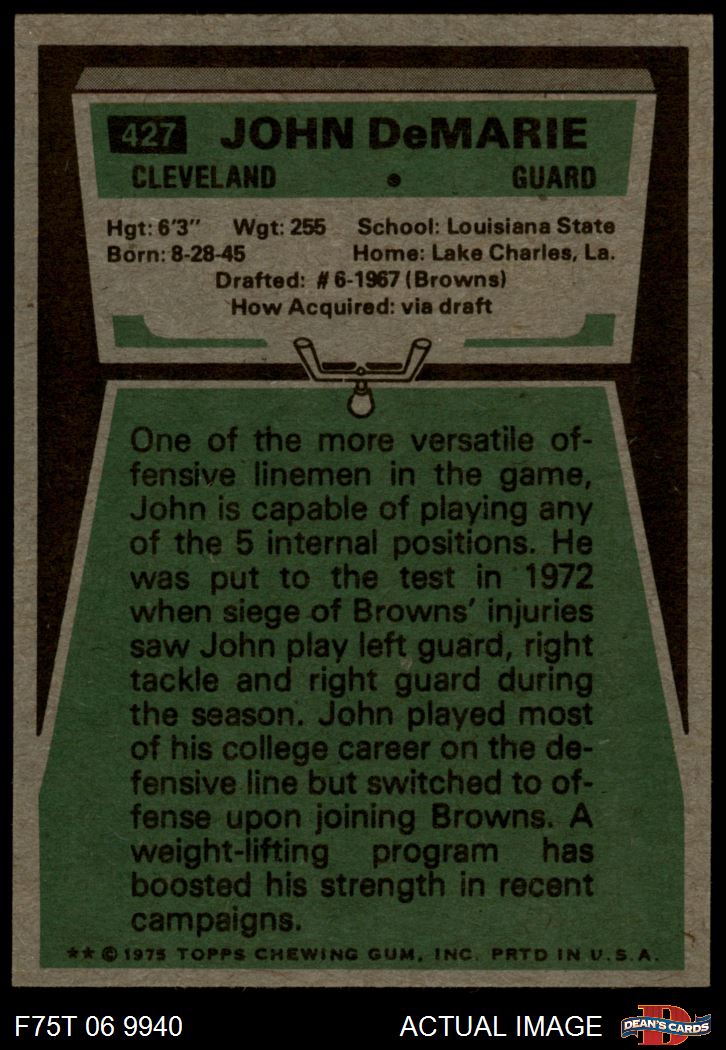 427 JOHN DeMARIE
CLEVELAND • GUARD
Hgt: 6'3" Wgt: 255 School: Louisiana State
Born: 8-28-45 Home: Lake Charles, La.
Drafted: #6-1967 (Browns)
How Acquired: via draft
One of the more versatile of-
fensive linemen in the game,
John is capable of playing any
of the 5 internal positions. He
was put to the test in 1972
when siege of Browns' injuries
saw John play left guard, right
tackle and right guard during
the season. John played most
of his college career on the de-
fensive line but switched to of-
fense upon joining Browns. A
weight-lifting program has
boosted his strength in recent
campaigns.
** © 1975 TOPPS CHEWING GUM, INC. PRTD IN U.S.A.
F75T 06 9940 ACTUAL IMAGE D DEAN'S CARDS